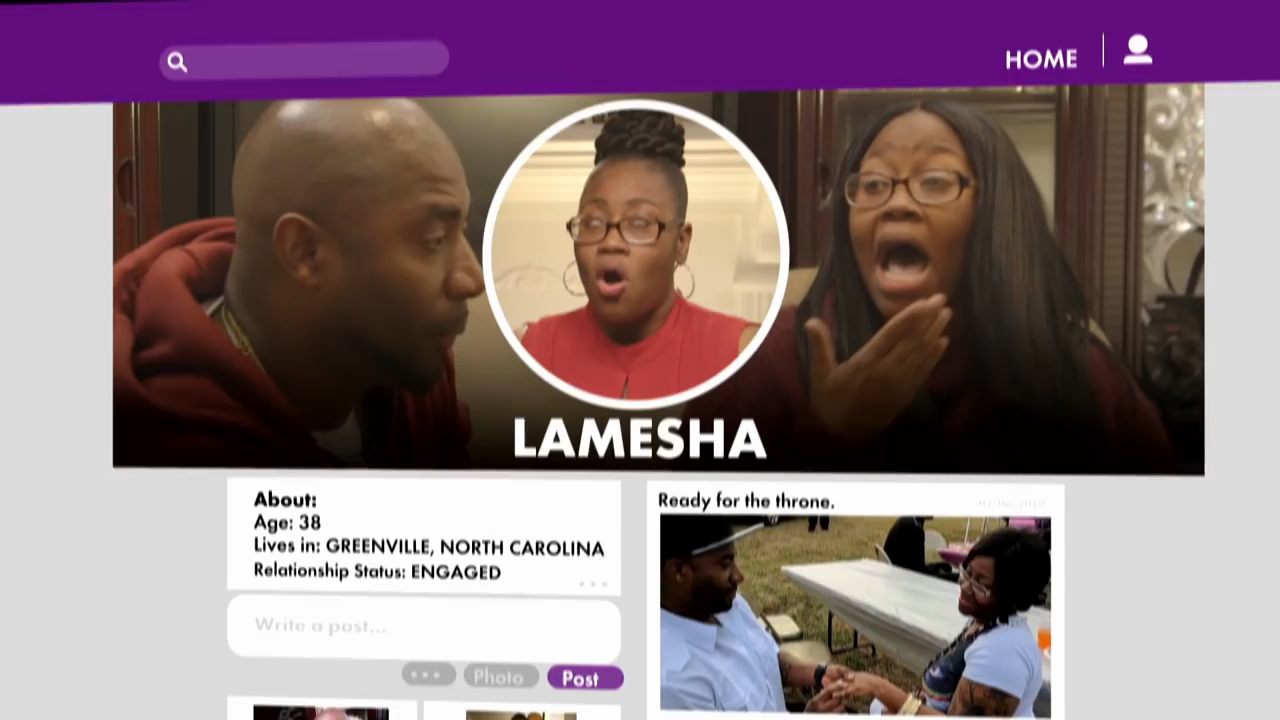 HOME
LAMESHA
About:
Age: 38
Lives in: GREENVILLE, NORTH CAROLINA
Relationship Status: ENGAGED
Write a post...
Photo
Post
Ready for the throne.